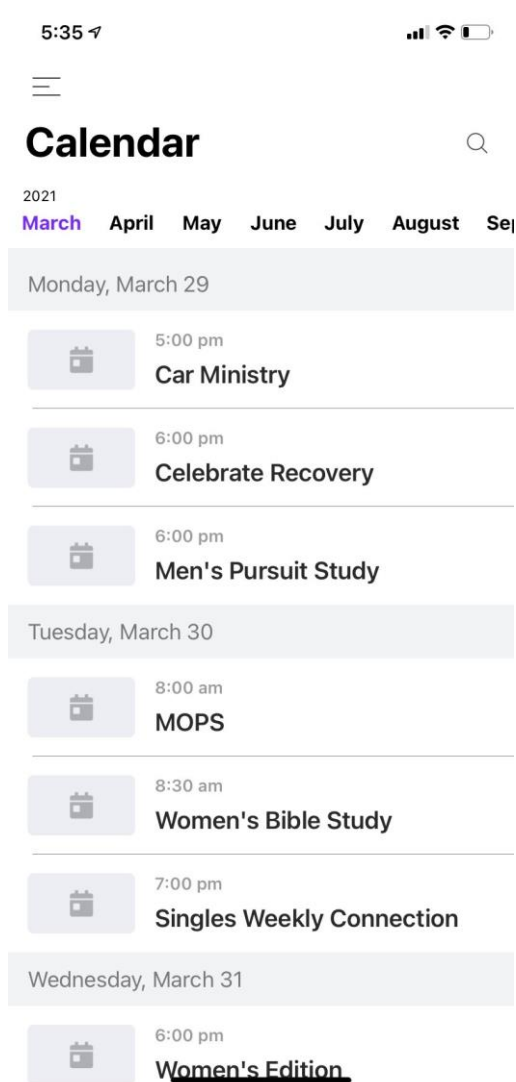 5:35
Calendar
2021
March April May June July August Sep
Monday, March 29
5:00 pm
Car Ministry
6:00 pm
Celebrate Recovery
6:00 pm
Men's Pursuit Study
Tuesday, March 30
8:00 am
MOPS
8:30 am
Women's Bible Study
7:00 pm
Singles Weekly Connection
Wednesday, March 31
6:00 pm
Women's Edition